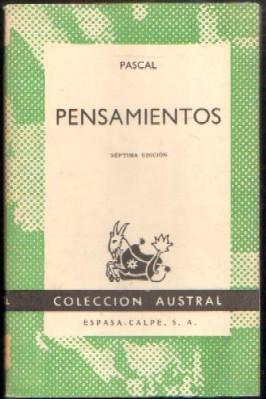 PASCAL
PENSAMIENTOS
SÉPTIMA EDICIÓN
COLECCION AUSTRAL
ESPASA-CALPE, S. A.